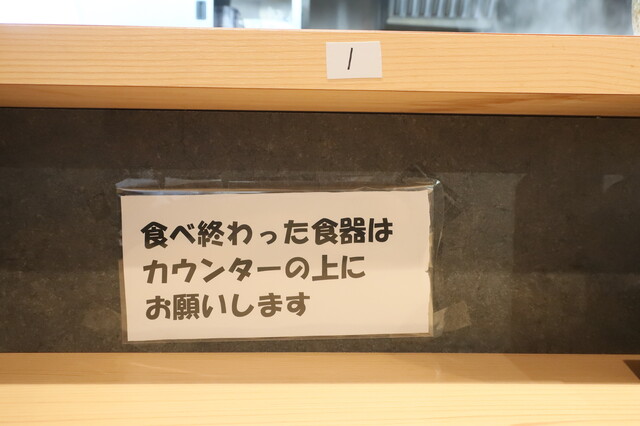 1
食べ終わった食器は
カウンターの上に
お願いします